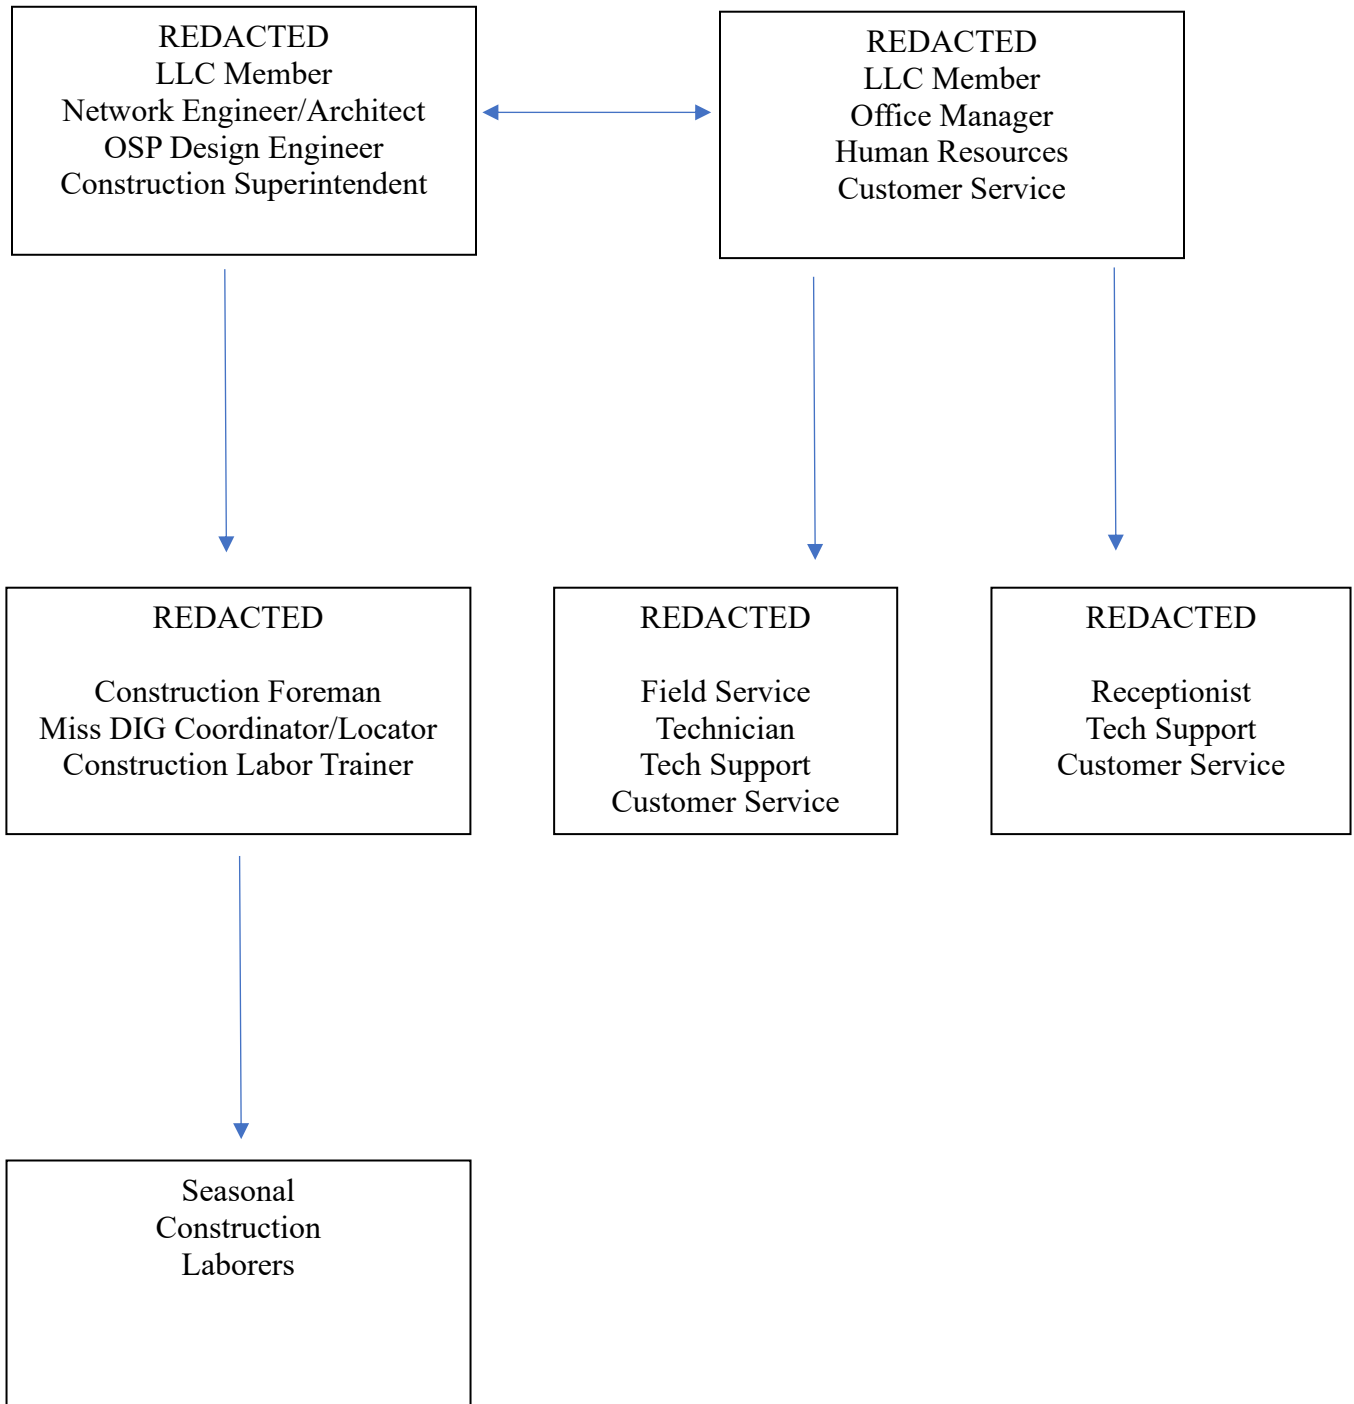 REDACTED
LLC Member
Network Engineer/Architect
OSP Design Engineer
Construction Superintendent
REDACTED
LLC Member
Office Manager
Human Resources
Customer Service
REDACTED
Construction Foreman
Miss DIG Coordinator/Locator
Construction Labor Trainer
REDACTED
Field Service
Technician
Tech Support
Customer Service
REDACTED
Receptionist
Tech Support
Customer Service
Seasonal
Construction
Laborers